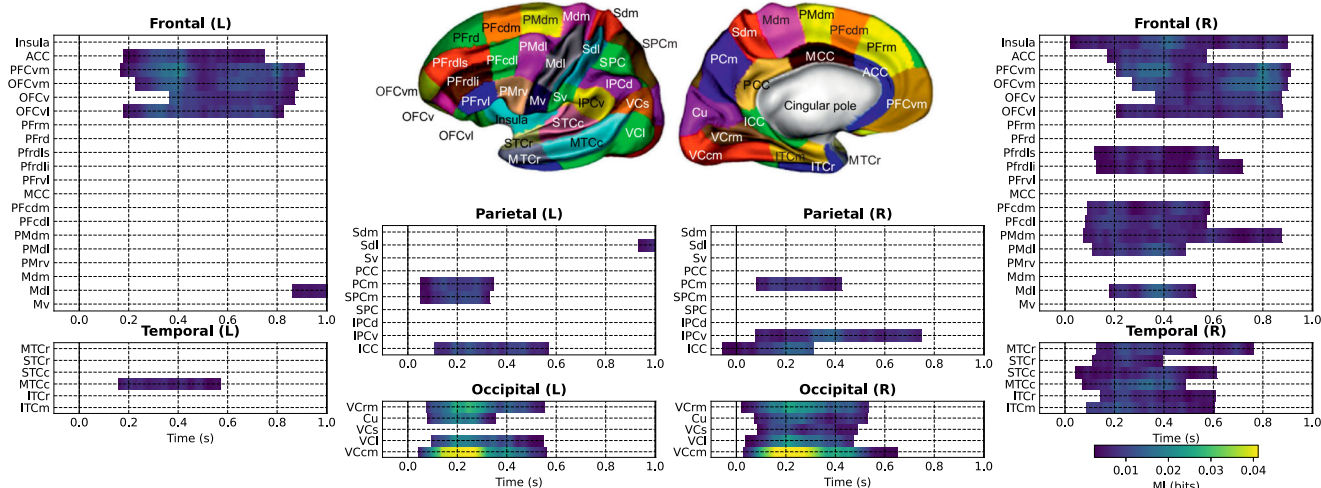 Frontal (L)
Insula
ACC
PFCvm
OFCvm
OFCv
OFCvl
PFrm
PFrd
Pfrdls
Pfrdli
PFrvl
MCC
PFcdm
PFcdl
PMdm
PMdl
PMrv
Mdm
Mdl
Mv
0.0 0.2 0.4 0.6 0.8 1.0
Temporal (L)
MTCr
STCr
STCc
MTCc
ITCr
ITCm
0.0 0.2 0.4 0.6 0.8 1.0
Time (s)
PFrd
PFcdm
PMdm
Mdm
Sdm
SPCm
PFrdls
PFcdl
PMdl
Mdl
Sdl
SPC
PFrdli
PMrv
Mv
Sv
IPCv
IPCd
OFCvm
PFrvl
VCs
OFCv
Insula
STCc
OFCvl
STCr
MTCc
VCl
MTCr
Sdm
Mdm
PMdm
PFcdm
PFrm
PCm
MCC
ACC
PCC
Cingular pole
PFCvm
Cu
ICC
VCrm
VCcm
ITCm
ITCr
MTCr
Parietal (L)
Sdm
Sdl
Sv
PCC
PCm
SPCm
SPC
IPCd
IPCv
ICC
0.0 0.2 0.4 0.6 0.8 1.0
Occipital (L)
VCrm
Cu
VCs
VCl
VCcm
0.0 0.2 0.4 0.6 0.8 1.0
Time (s)
Parietal (R)
Sdm
Sdl
Sv
PCC
PCm
SPCm
SPC
IPCd
IPCv
ICC
0.0 0.2 0.4 0.6 0.8 1.0
Occipital (R)
VCrm
Cu
VCs
VCl
VCcm
0.0 0.2 0.4 0.6 0.8 1.0
Time (s)
Frontal (R)
Insula
ACC
PFCvm
OFCvm
OFCv
OFCvl
PFrm
PFrd
Pfrdls
Pfrdli
PFrvl
MCC
PFcdm
PFcdl
PMdm
PMdl
PMrv
Mdm
Mdl
Mv
0.0 0.2 0.4 0.6 0.8 1.0
Temporal (R)
MTCr
STCr
STCc
MTCc
ITCr
ITCm
0.0 0.2 0.4 0.6 0.8 1.0
Time (s)
0.01 0.02 0.03 0.04
MI (bits)